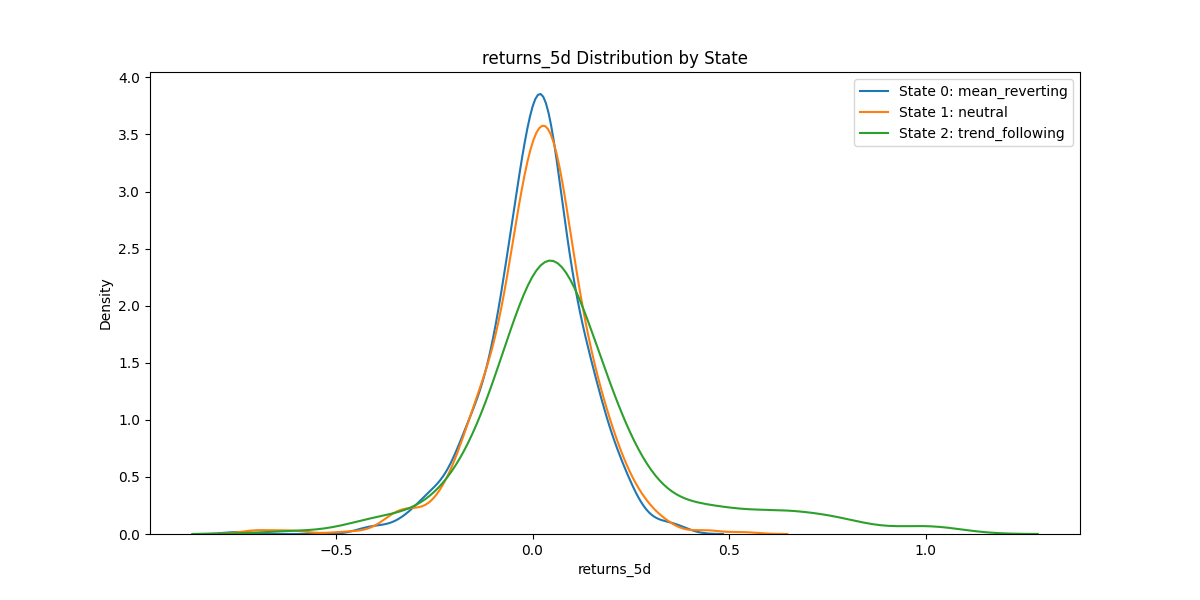 returns_5d Distribution by State
State 0: mean_reverting
State 1: neutral
State 2: trend_following
Density
4.0
3.5
3.0
2.5
2.0
1.5
1.0
0.5
0.0
−0.5
0.0
0.5
1.0
returns_5d